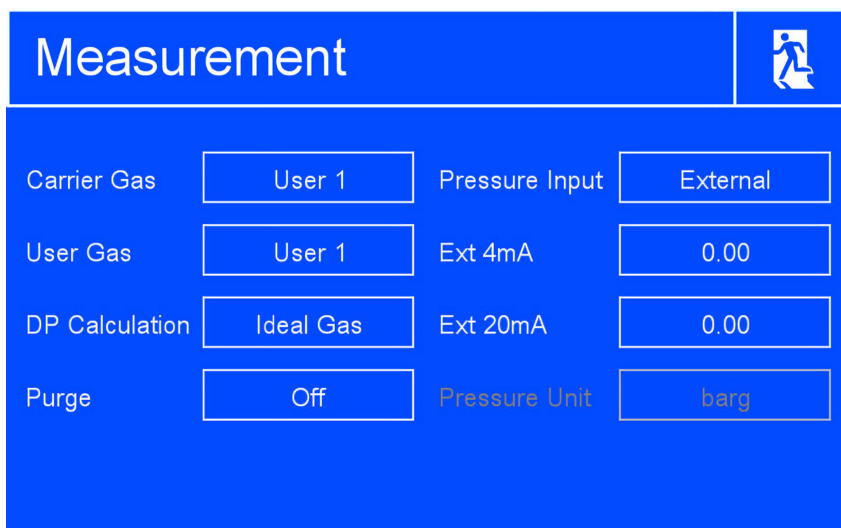 Measurement
Carrier Gas User 1 Pressure Input External
User Gas User 1 Ext 4mA 0.00
DP Calculation Ideal Gas Ext 20mA 0.00
Purge Off Pressure Unit barg